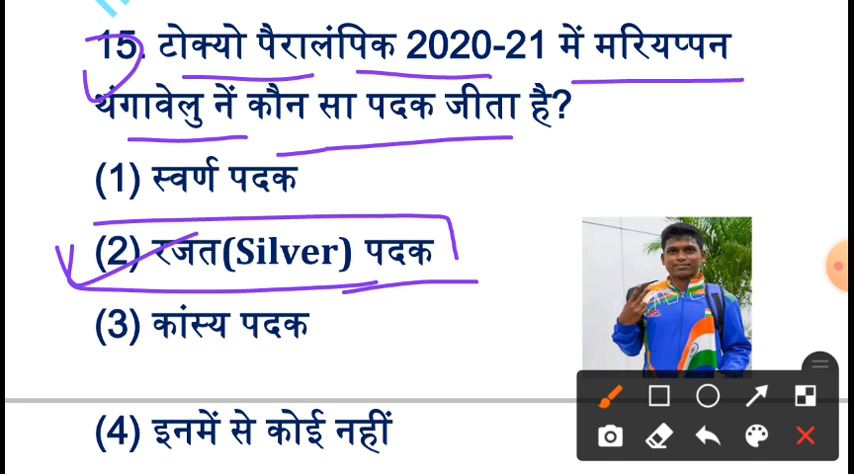 15. टोक्यो पैरालंपिक 2020-21 में मरियप्पन
थंगावेलु नें कौन सा पदक जीता है?
(1) स्वर्ण पदक
(2) रजत(Silver) पदक
(3) कांस्य पदक
(4) इनमें से कोई नहीं